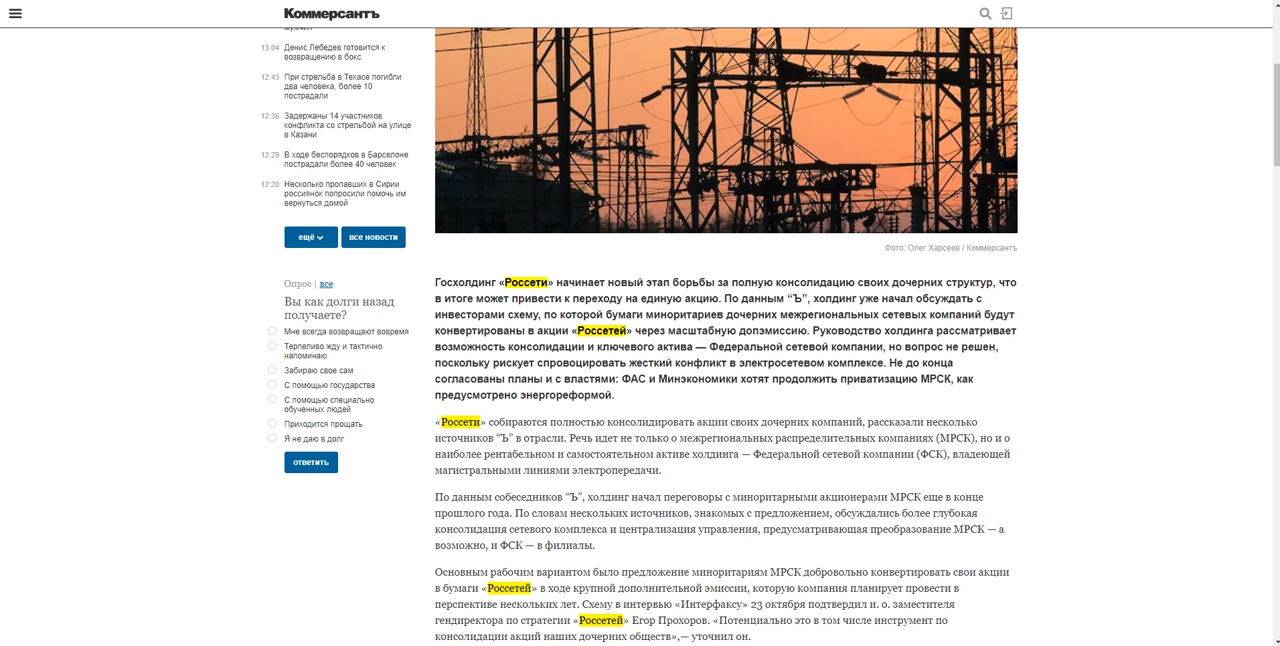 Коммерсантъ
мужчин
13:04 Денис Лебедев готовится к
возвращению в бокс
12:43 При стрельба в Техасе погибли
два человека, более 10
пострадали
12:36 Задержаны 14 участников
конфликта со стрельбой на улице
в Казани
12:29 В ходе беспорядков в Барселоне
пострадали более 40 человек
12:20 Несколько пропавших в Сирии
россиянок попросили помочь им
вернуться домой
ещё
все новости
Опрос | все
Вы как долги назад
получаете?
Мне всегда возвращают вовремя
Терпеливо жду и тактично
напоминаю
Забираю свое сам
С помощью государства
С помощью специально
обученных людей
Приходится прощать
Я не даю в долг
ответить
Фото: Олег Харсеев / Коммерсантъ
Госхолдинг «Россети» начинает новый этап борьбы за полную консолидацию своих дочерних структур, что
в итоге может привести к переходу на единую акцию. По данным “Ъ”, холдинг уже начал обсуждать с
инвесторами схему, по которой бумаги миноритариев дочерних межрегиональных сетевых компаний будут
конвертированы в акции «Россетей» через масштабную допэмиссию. Руководство холдинга рассматривает
возможность консолидации и ключевого актива — Федеральной сетевой компании, но вопрос не решен,
поскольку рискует спровоцировать жесткий конфликт в электросетевом комплексе. Не до конца
согласованы планы и с властями: ФАС и Минэкономики хотят продолжить приватизацию МРСК, как
предусмотрено энергореформой.
«Россети» собираются полностью консолидировать акции своих дочерних компаний, рассказали несколько
источников “Ъ” в отрасли. Речь идет не только о межрегиональных распределительных компаниях (МРСК), но и о
наиболее рентабельном и самостоятельном активе холдинга — Федеральной сетевой компании (ФСК), владеющей
магистральными линиями электропередачи.
По данным собеседников “Ъ”, холдинг начал переговоры с миноритарными акционерами МРСК еще в конце
прошлого года. По словам нескольких источников, знакомых с предложением, обсуждались более глубокая
консолидация сетевого комплекса и централизация управления, предусматривающая преобразование МРСК — а
возможно, и ФСК — в филиалы.
Основным рабочим вариантом было предложение миноритариям МРСК добровольно конвертировать свои акции
в бумаги «Россетей» в ходе крупной дополнительной эмиссии, которую компания планирует провести в
перспективе нескольких лет. Схему в интервью «Интерфаксу» 23 октября подтвердил и. о. заместителя
гендиректора по стратегии «Россетей» Егор Прохоров. «Потенциально это в том числе инструмент по
консолидации акций наших дочерних обществ»,— уточнил он.